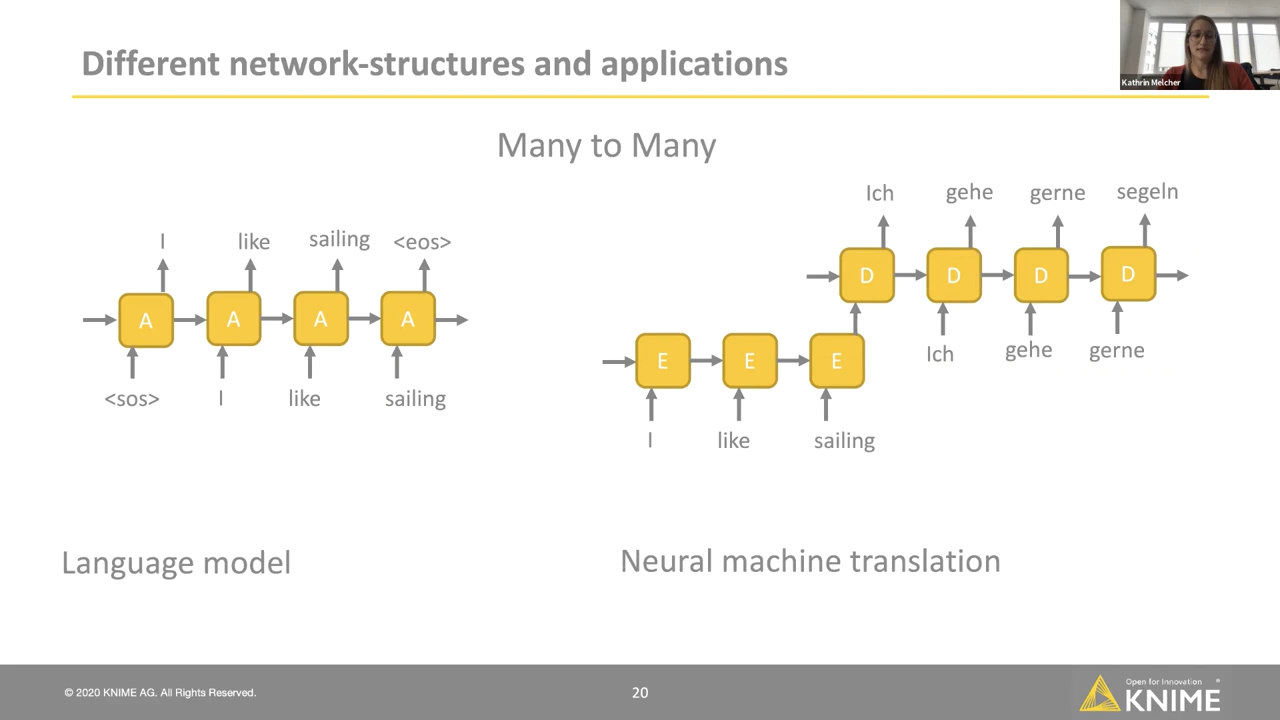 Different network-structures and applications
Kathrin Melcher
Many to Many
I like sailing <eos>
A A A A
<sos> I like sailing
Ich gehe gerne segeln
D D D D
Ich gehe gerne
E E E
I like sailing
Language model
Neural machine translation
© 2020 KNIME AG. All Rights Reserved.
20
Open for Innovation ®
KNIME